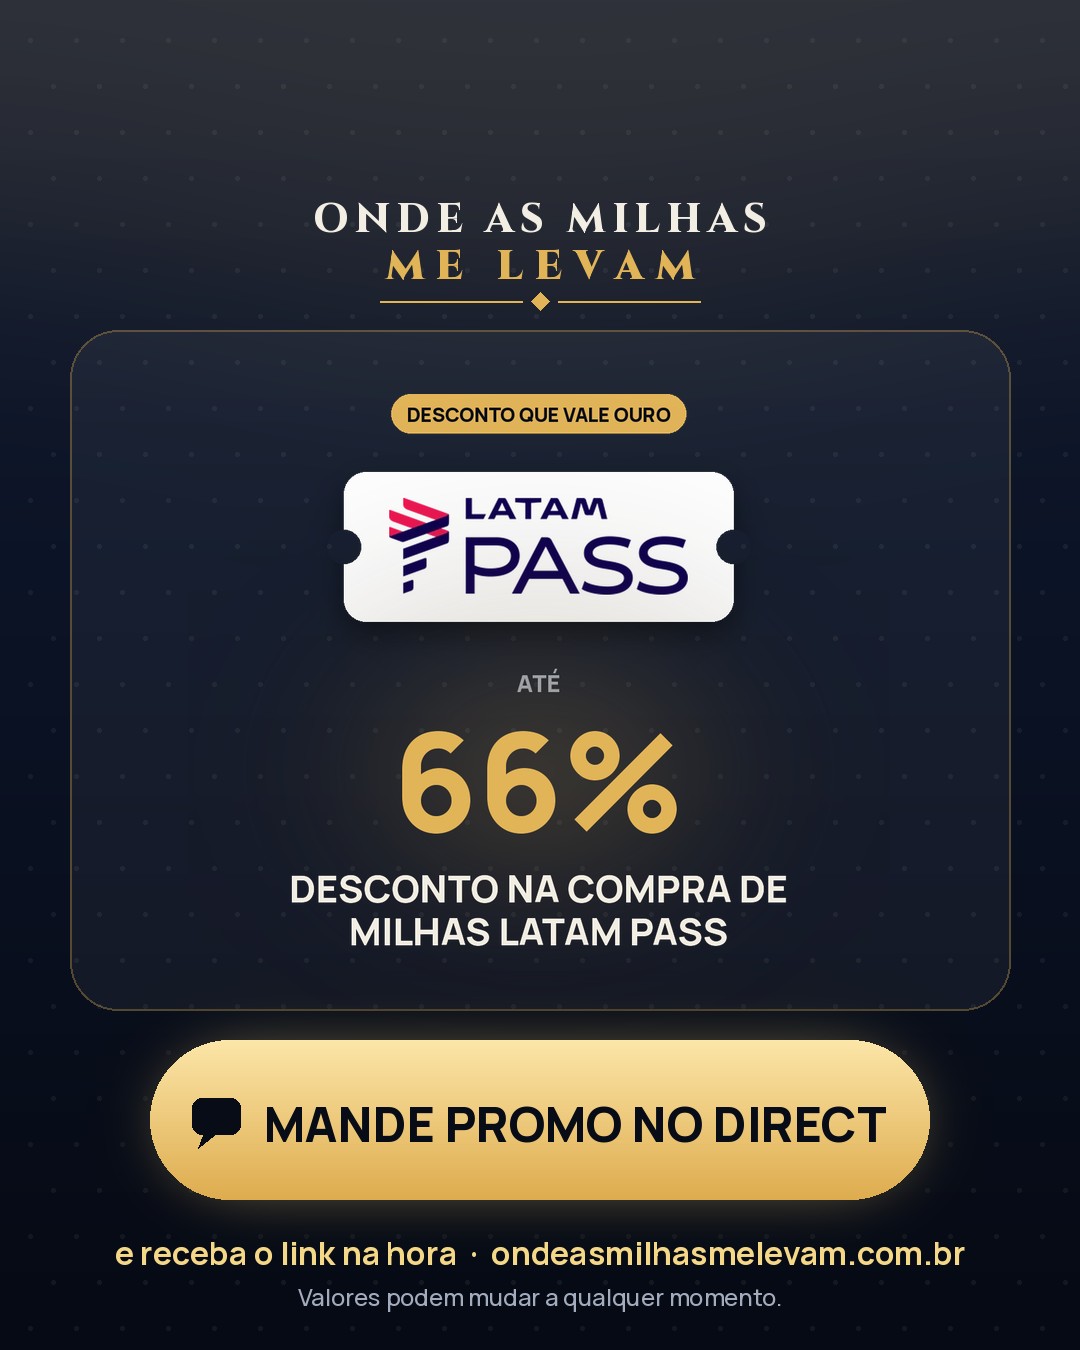 ONDE AS MILHAS
ME LEVAM
DESCONTO QUE VALE OURO
LATAM
PASS
ATÉ
66%
DESCONTO NA COMPRA DE
MILHAS LATAM PASS
MANDE PROMO NO DIRECT
e receba o link na hora · ondeasmilhasmelevam.com.br
Valores podem mudar a qualquer momento.